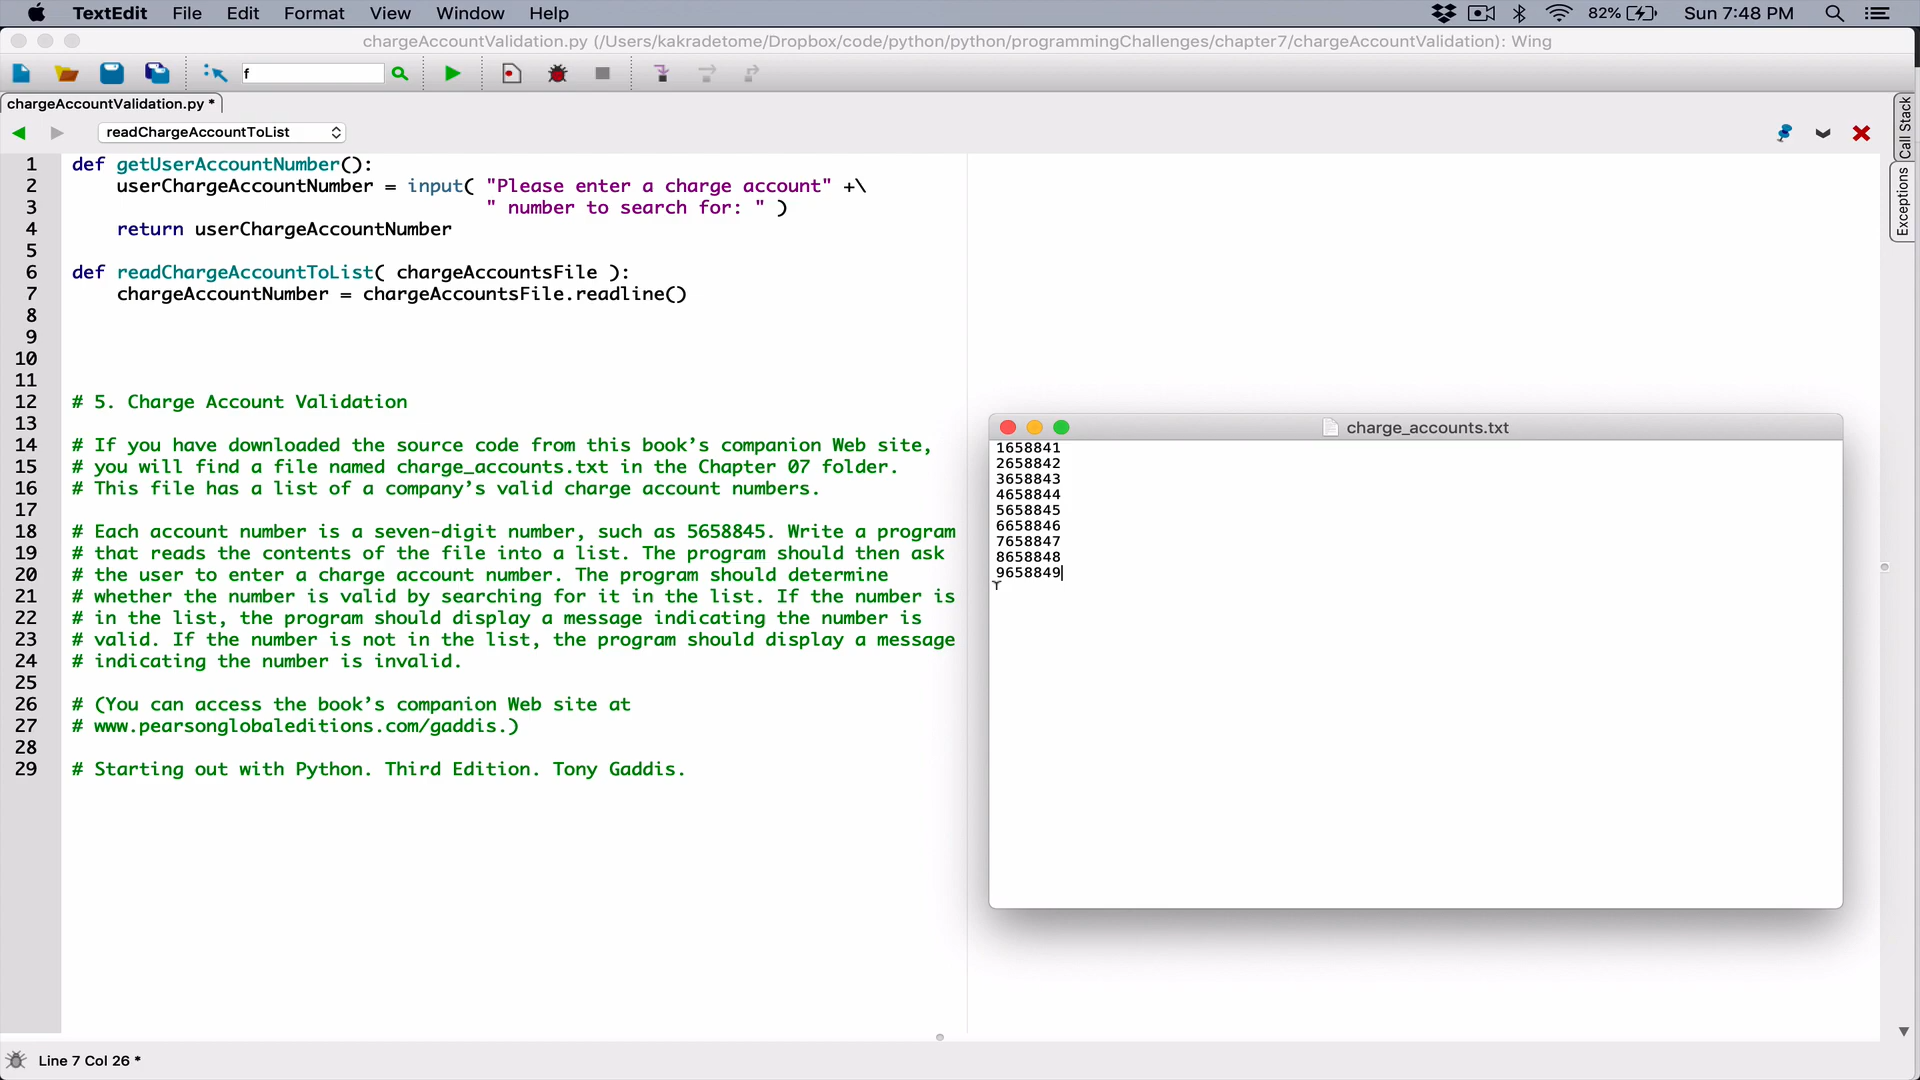 TextEdit File Edit Format View Window Help 82% Sun 7:48 PM
chargeAccountValidation.py (/Users/kakradetome/Dropbox/code/python/python/programmingChallenges/chapter7/chargeAccountValidation): Wing
f
chargeAccountValidation.py *
readChargeAccountToList
Call Stack
Exceptions
1 def getUserAccountNumber():
2 userChargeAccountNumber = input( "Please enter a charge account" +\
3 " number to search for: " )
4 return userChargeAccountNumber
5
6 def readChargeAccountToList( chargeAccountsFile ):
7 chargeAccountNumber = chargeAccountsFile.readline()
8
9
10
11
12 # 5. Charge Account Validation
13
14 # If you have downloaded the source code from this book’s companion Web site,
15 # you will find a file named charge_accounts.txt in the Chapter 07 folder.
16 # This file has a list of a company’s valid charge account numbers.
17
18 # Each account number is a seven-digit number, such as 5658845. Write a program
19 # that reads the contents of the file into a list. The program should then ask
20 # the user to enter a charge account number. The program should determine
21 # whether the number is valid by searching for it in the list. If the number is
22 # in the list, the program should display a message indicating the number is
23 # valid. If the number is not in the list, the program should display a message
24 # indicating the number is invalid.
25
26 # (You can access the book’s companion Web site at
27 # www.pearsonglobaleditions.com/gaddis.)
28
29 # Starting out with Python. Third Edition. Tony Gaddis.
charge_accounts.txt
1658841
2658842
3658843
4658844
5658845
6658846
7658847
8658848
9658849
Line 7 Col 26 *